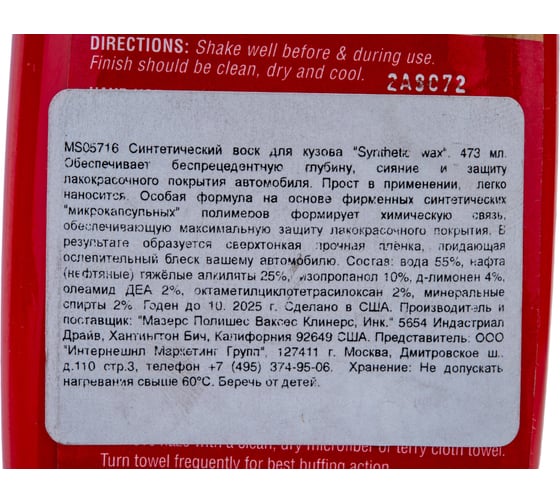 DIRECTIONS: Shake well before & during use.
Finish should be clean, dry and cool.
2A8C72
MS05716 Синтетический воск для кузова "Synthetic wax". 473 мл.
Обеспечивает беспрецедентную глубину, сияние и защиту
лакокрасочного покрытия автомобиля. Прост в применении, легко
наносится. Особая формула на основе фирменных синтетических
"микрокапсульных" полимеров формирует химическую связь,
обеспечивающую максимальную защиту лакокрасочного покрытия. В
результате образуется сверхтонкая прочная плёнка, придающая
ослепительный блеск вашему автомобилю. Состав: вода 55%, нафта
(нефтяные) тяжёлые алкилаты 25%, изопропанол 10%, д-лимонен 4%,
олеамид ДЕА 2%, октаметилциклотетрасилоксан 2%, минеральные
спирты 2%. Годен до 10. 2025 г. Сделано в США. Производитель и
поставщик: "Мазерс Полишес Ваксес Клинерс, Инк." 5654 Индастриал
Драйв, Хантингтон Бич, Калифорния 92649 США. Представитель: ООО
"Интернешнл Маркетинг Групп", 127411 г. Москва, Дмитровское ш.,
д.110 стр.3, телефон +7 (495) 374-95-06. Хранение: Не допускать
нагревания свыше 60°С. Беречь от детей.
with a clean, dry microfiber or terry cloth towel.
Turn towel frequently for best buffing action.